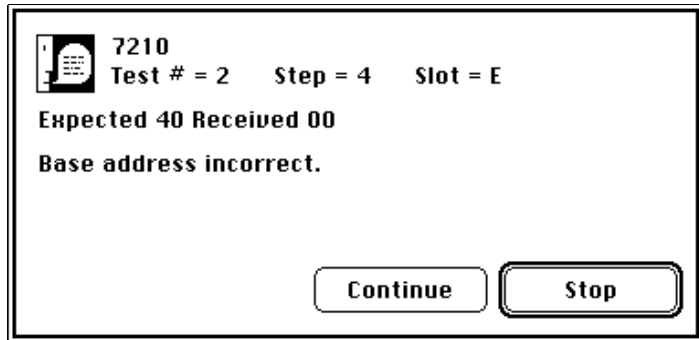 7210
Test # = 2 Step = 4 Slot = E
Expected 40 Received 00
Base address incorrect.
Continue Stop